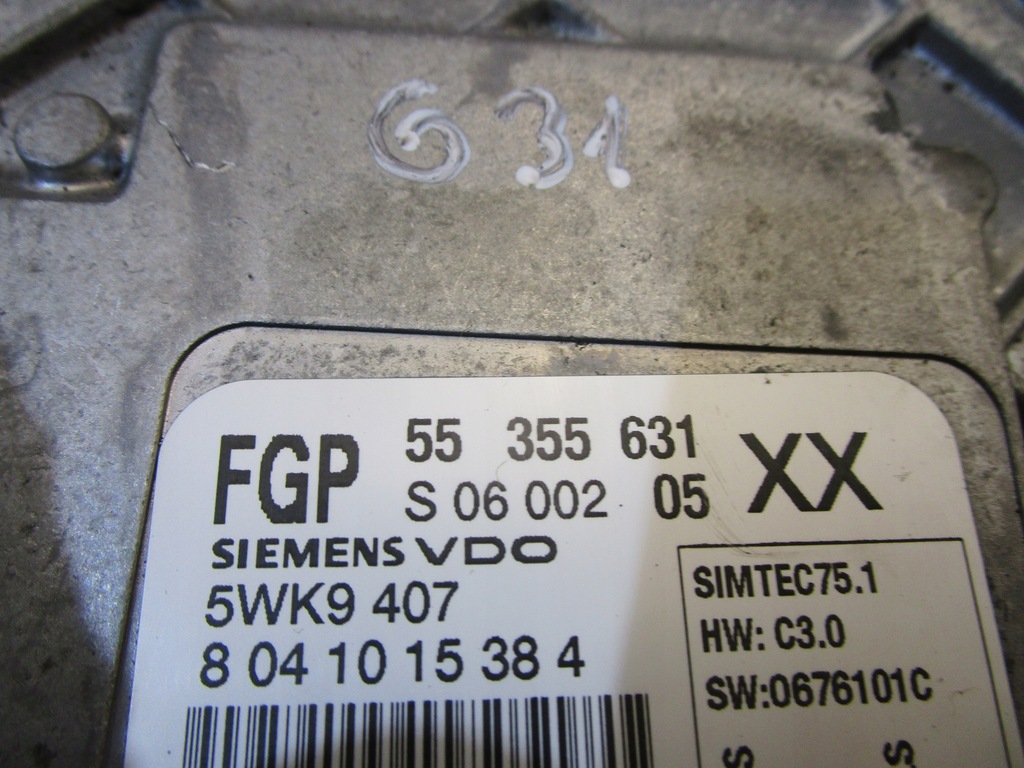 631
FGP
55 355 631
S 06 002 05
XX
SIEMENS VDO
5WK9 407
8 04 10 15 38 4
SIMTEC75.1
HW: C3.0
SW:0676101C
S
S